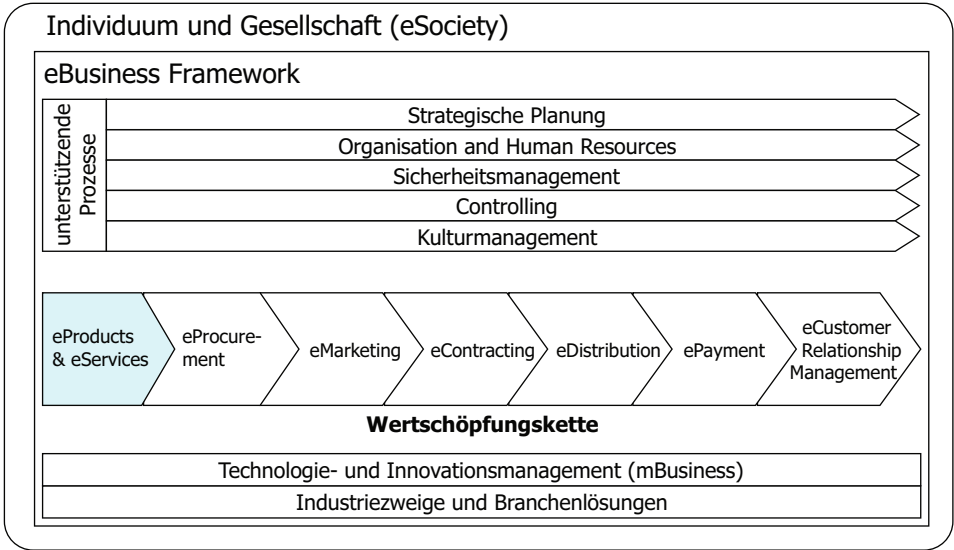 Individuum und Gesellschaft (eSociety)
eBusiness Framework
unterstützende
Prozesse
Strategische Planung
Organisation and Human Resources
Sicherheitsmanagement
Controlling
Kulturmanagement
eProducts
& eServices
eProcure-
ment
eMarketing
eContracting
eDistribution
ePayment
eCustomer
Relationship
Management
Wertschöpfungskette
Technologie- und Innovationsmanagement (mBusiness)
Industriezweige und Branchenlösungen